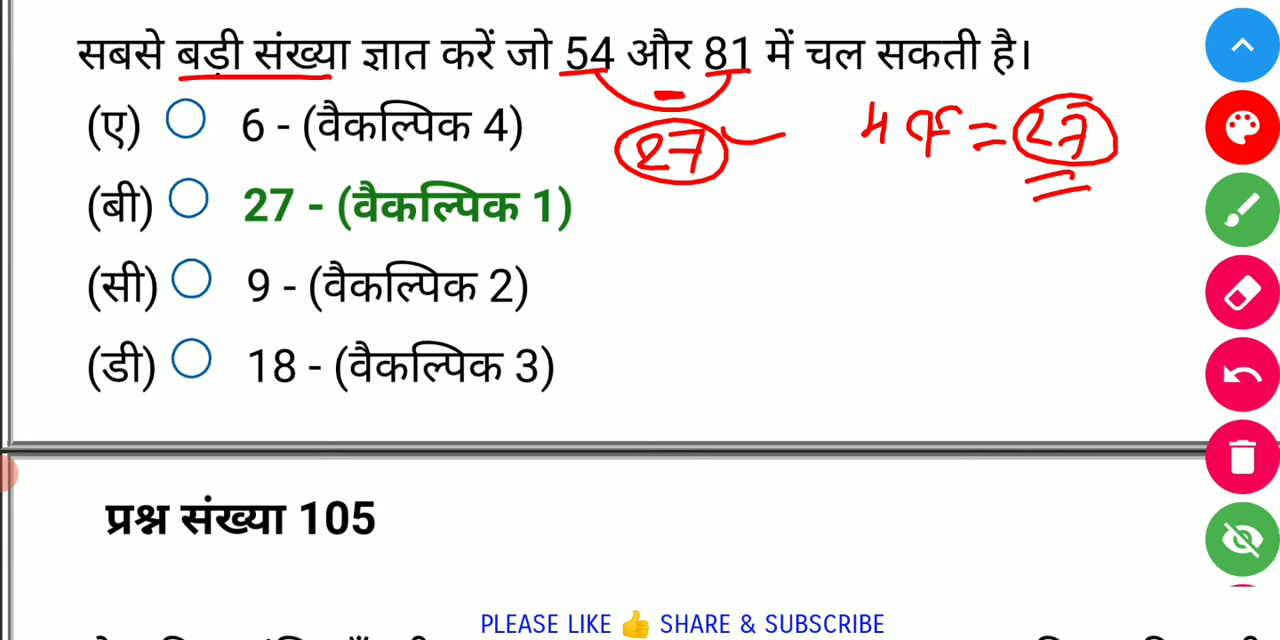 सबसे बड़ी संख्या ज्ञात करें जो 54 और 81 में चल सकती है।
(ए) 6 - (वैकल्पिक 4)
27
म स = 27
(बी) 27 - (वैकल्पिक 1)
(सी) 9 - (वैकल्पिक 2)
(डी) 18 - (वैकल्पिक 3)
प्रश्न संख्या 105
PLEASE LIKE 👍 SHARE & SUBSCRIBE